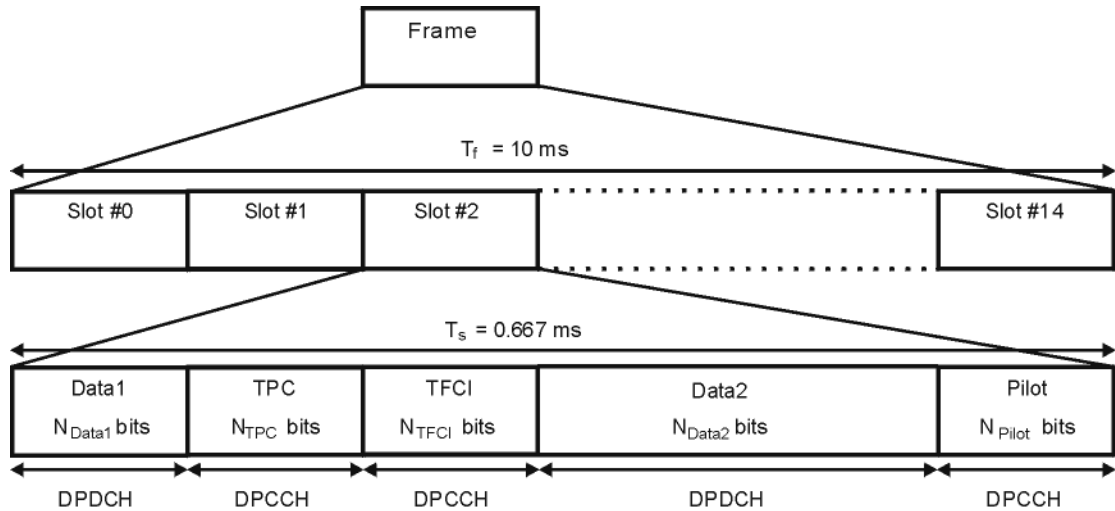 Frame
T_f = 10 ms
Slot #0 Slot #1 Slot #2 Slot #14
T_s = 0.667 ms
Data1 TPC TFCI Data2 Pilot
N_Data1 bits N_TPC bits N_TFCI bits N_Data2 bits N_Pilot bits
DPDCH DPCCH DPCCH DPDCH DPCCH